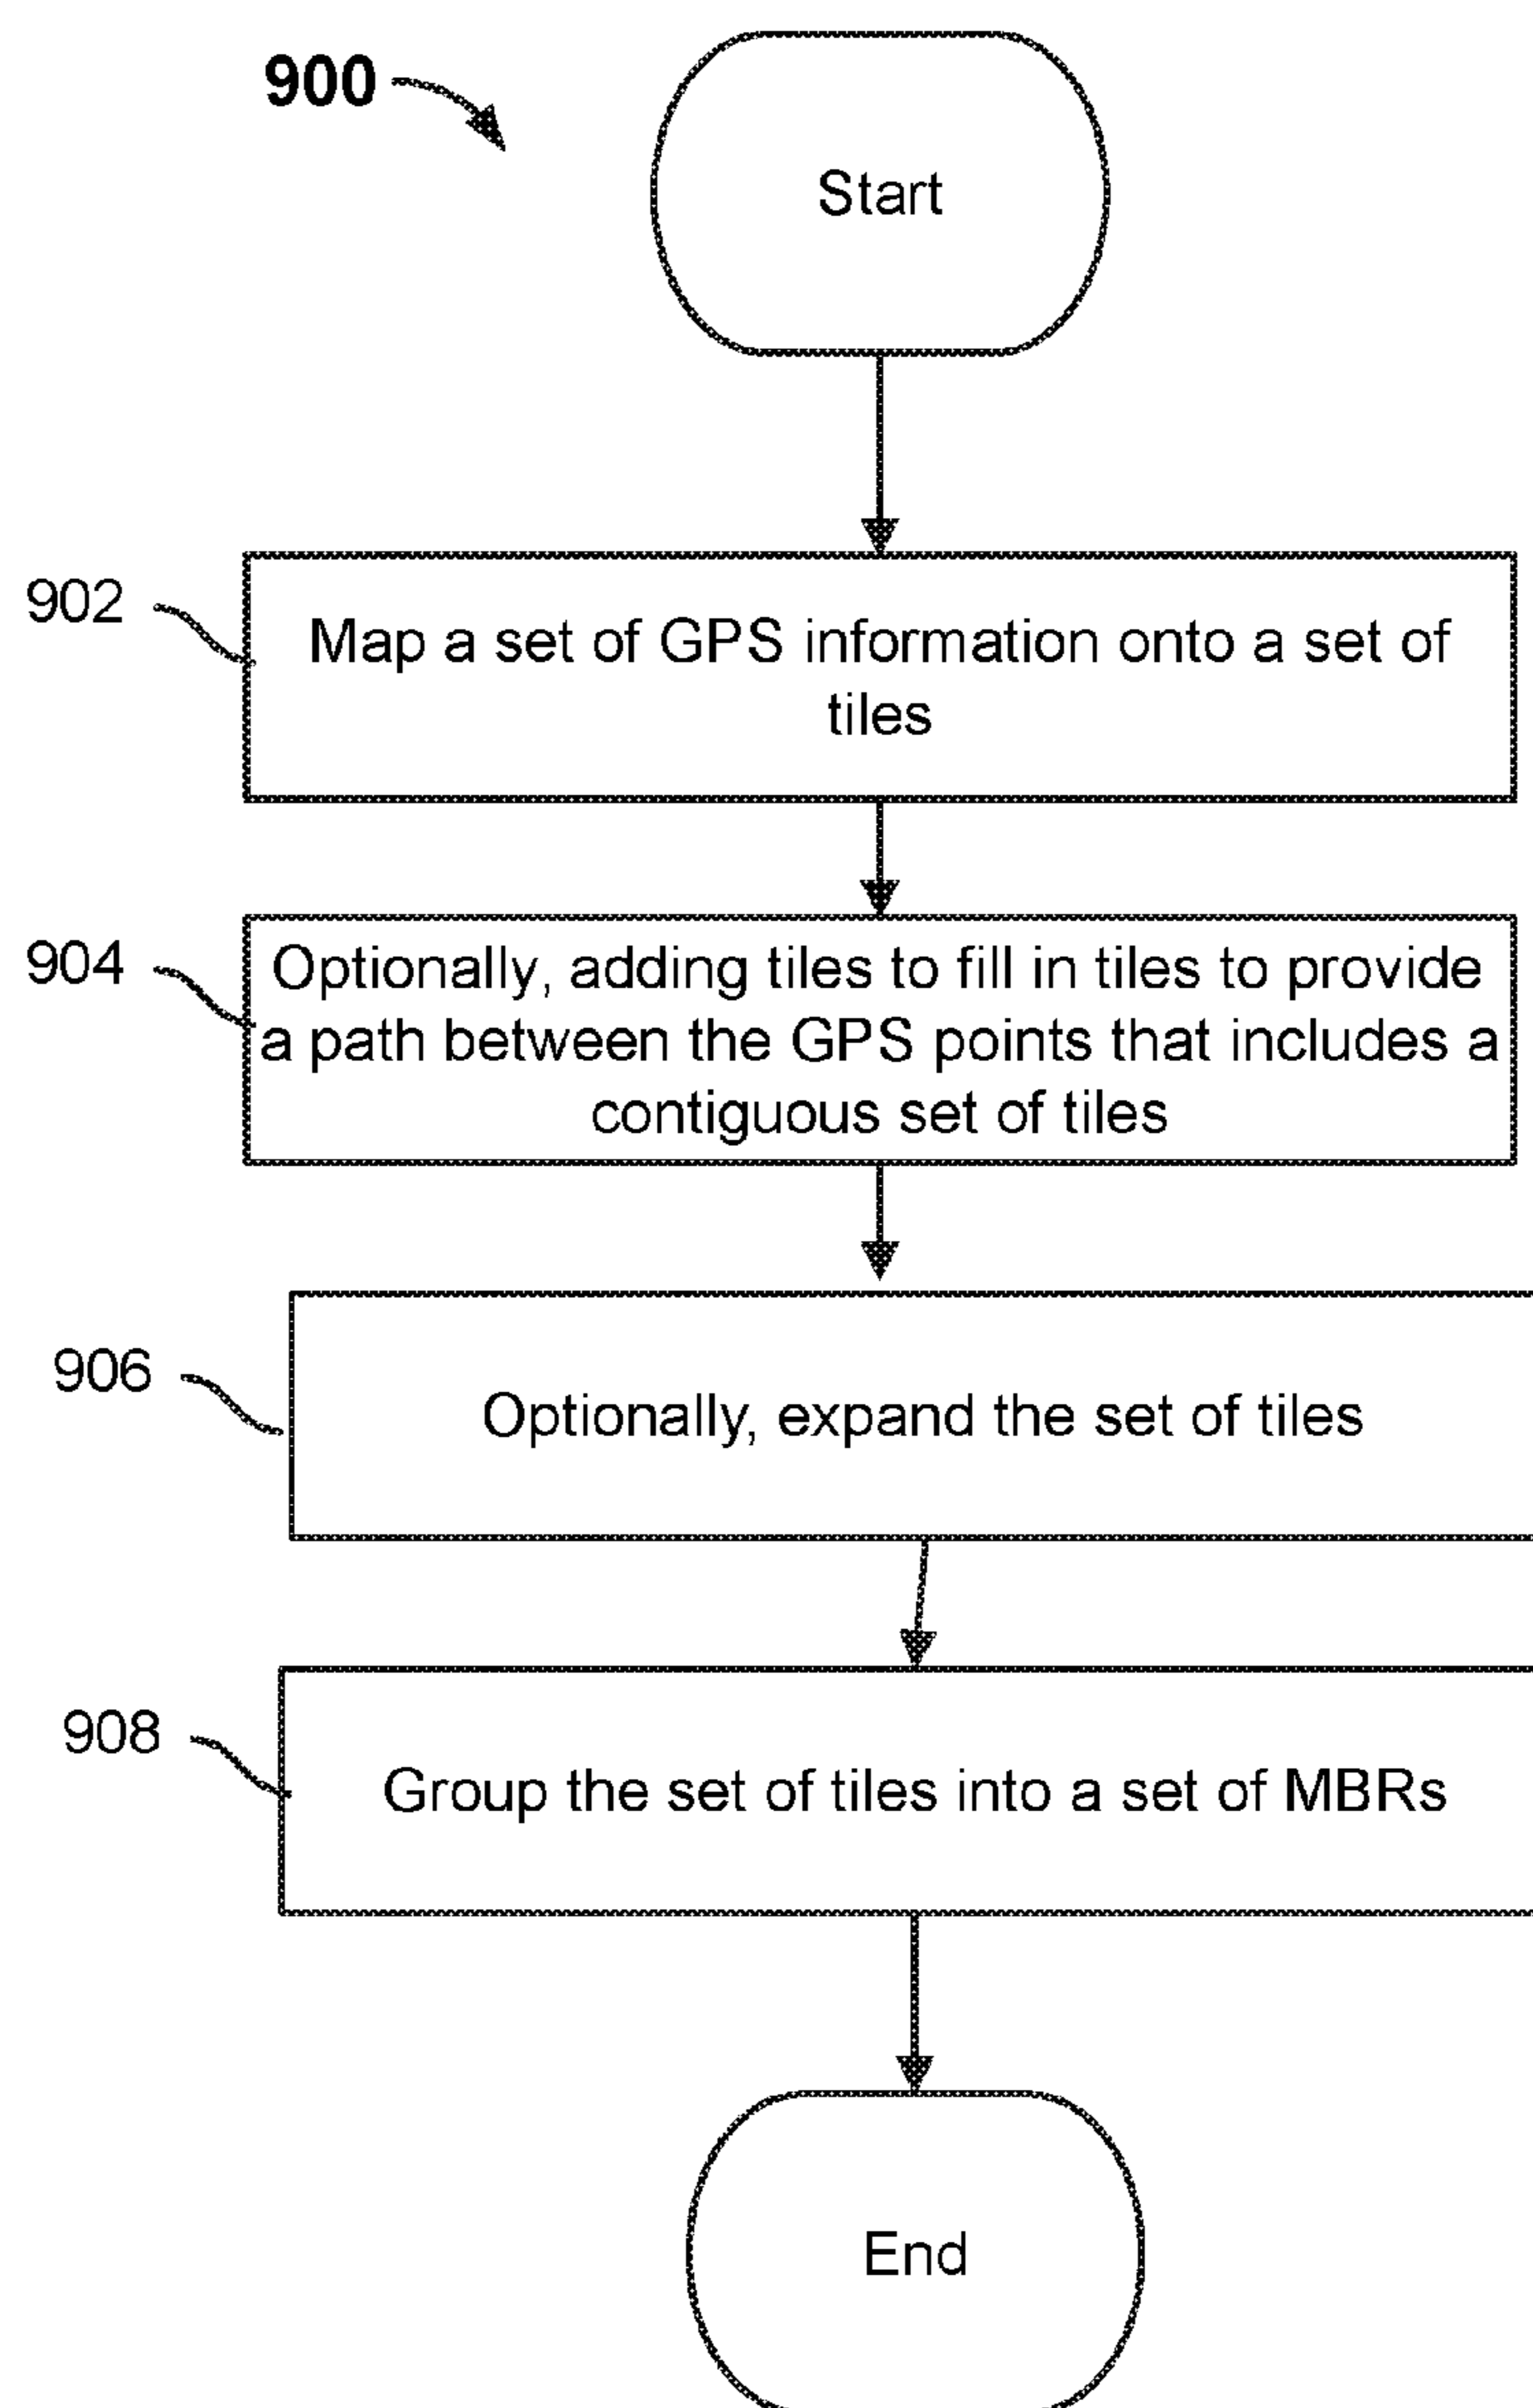 900
Start
902
Map a set of GPS information onto a set of
tiles
904
Optionally, adding tiles to fill in tiles to provide
a path between the GPS points that includes a
contiguous set of tiles
906
Optionally, expand the set of tiles
908
Group the set of tiles into a set of MBRs
End